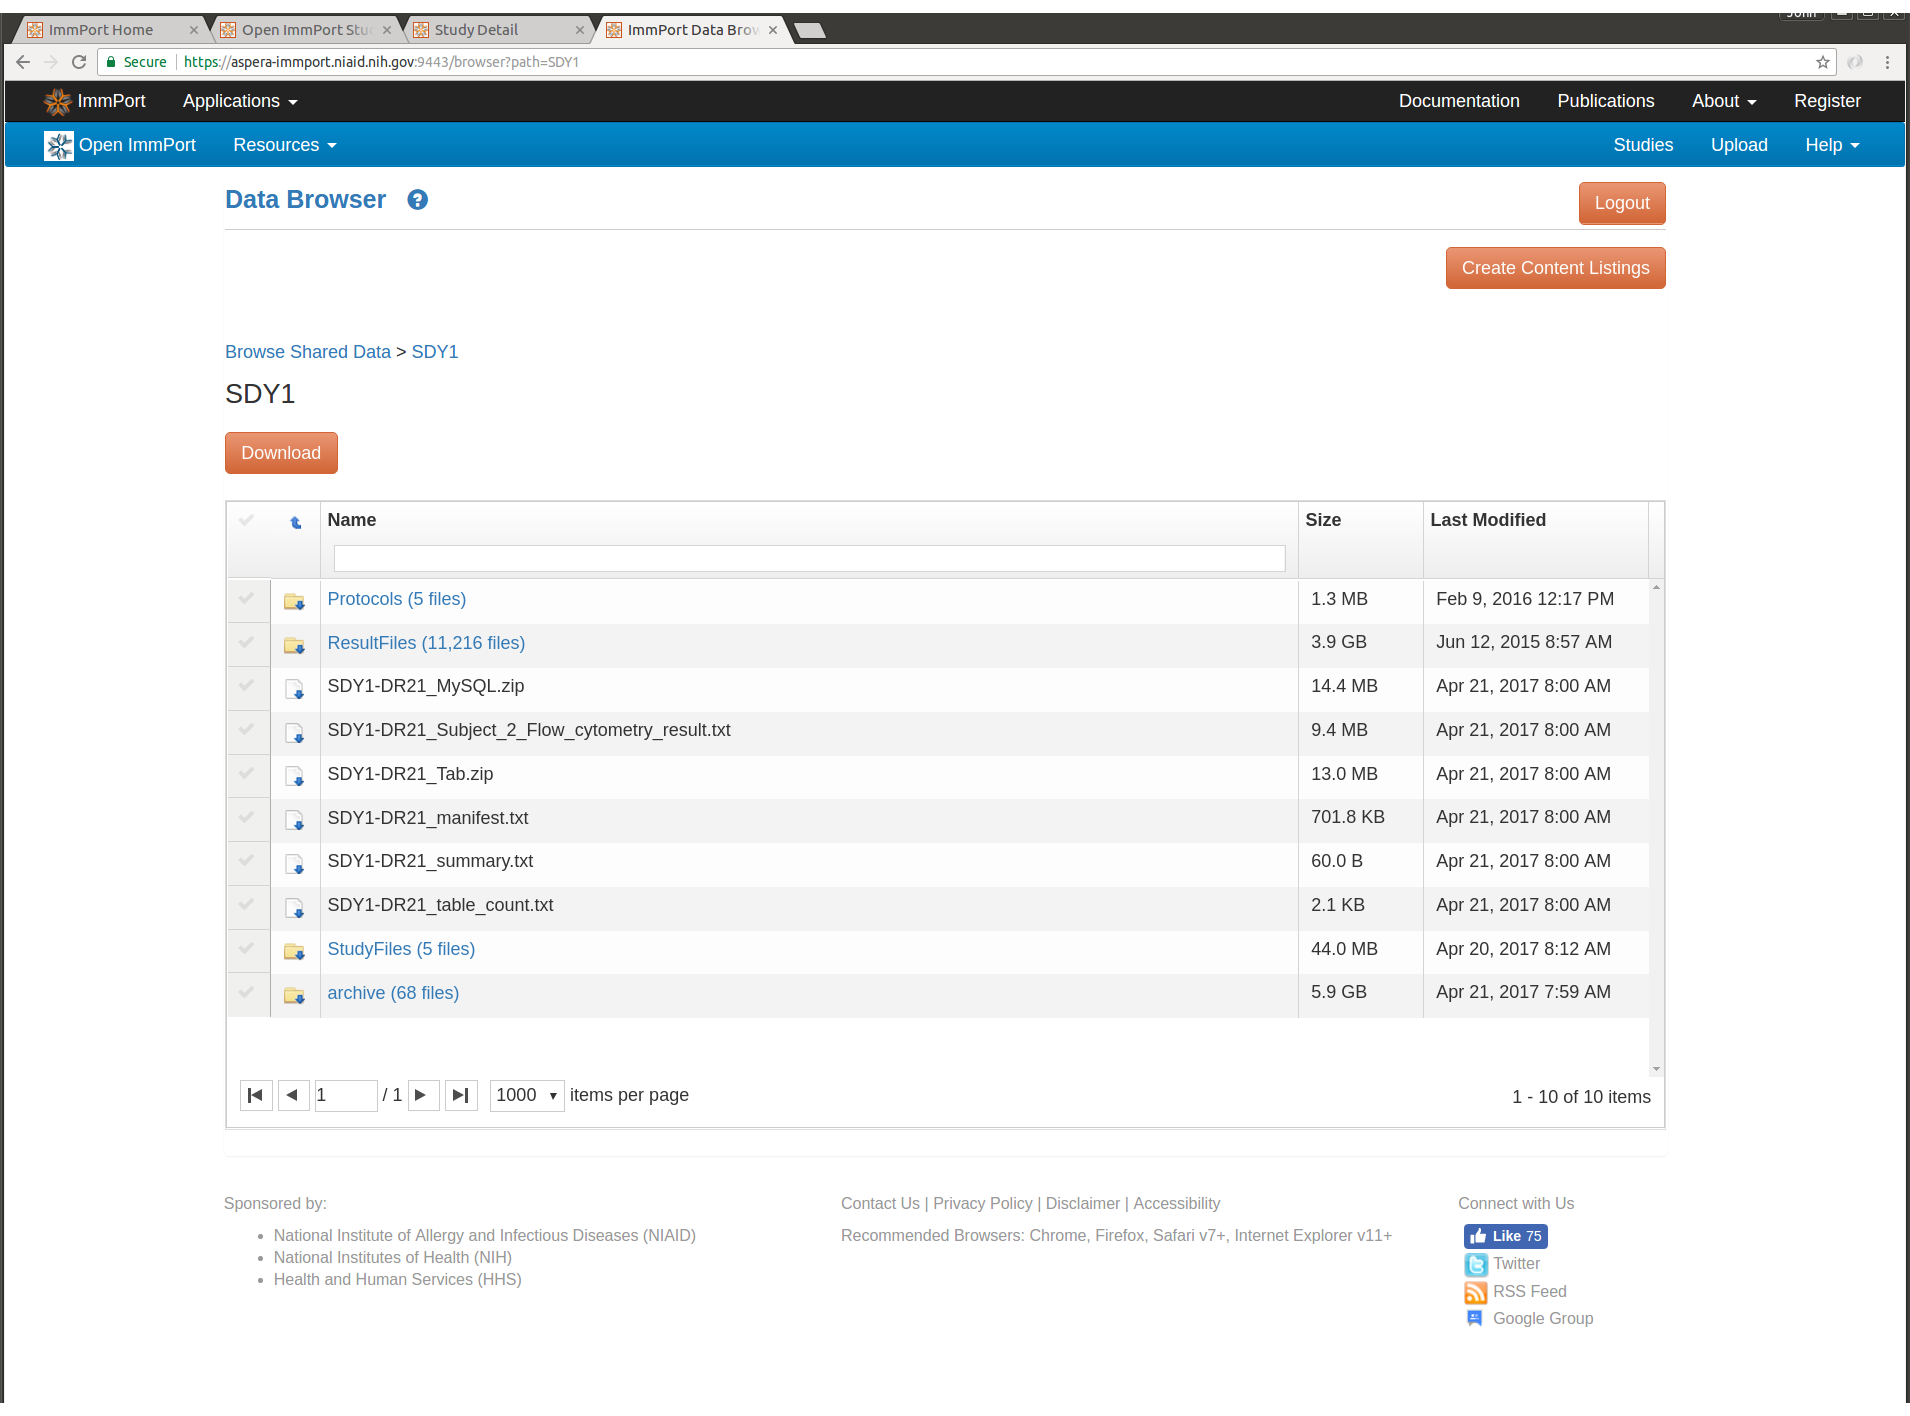 John
ImmPort Home
Open ImmPort Stu
Study Detail
ImmPort Data Brow
Secure https://aspera-immport.niaid.nih.gov:9443/browser?path=SDY1
ImmPort Applications Documentation Publications About Register
Open ImmPort Resources Studies Upload Help
Data Browser ?
Logout
Create Content Listings
Browse Shared Data > SDY1
SDY1
Download
Name Size Last Modified
Protocols (5 files) 1.3 MB Feb 9, 2016 12:17 PM
ResultFiles (11,216 files) 3.9 GB Jun 12, 2015 8:57 AM
SDY1-DR21_MySQL.zip 14.4 MB Apr 21, 2017 8:00 AM
SDY1-DR21_Subject_2_Flow_cytometry_result.txt 9.4 MB Apr 21, 2017 8:00 AM
SDY1-DR21_Tab.zip 13.0 MB Apr 21, 2017 8:00 AM
SDY1-DR21_manifest.txt 701.8 KB Apr 21, 2017 8:00 AM
SDY1-DR21_summary.txt 60.0 B Apr 21, 2017 8:00 AM
SDY1-DR21_table_count.txt 2.1 KB Apr 21, 2017 8:00 AM
StudyFiles (5 files) 44.0 MB Apr 20, 2017 8:12 AM
archive (68 files) 5.9 GB Apr 21, 2017 7:59 AM
1 / 1 1000 items per page 1 - 10 of 10 items
Sponsored by:
National Institute of Allergy and Infectious Diseases (NIAID)
National Institutes of Health (NIH)
Health and Human Services (HHS)
Contact Us | Privacy Policy | Disclaimer | Accessibility
Recommended Browsers: Chrome, Firefox, Safari v7+, Internet Explorer v11+
Connect with Us
Like 75
Twitter
RSS Feed
Google Group